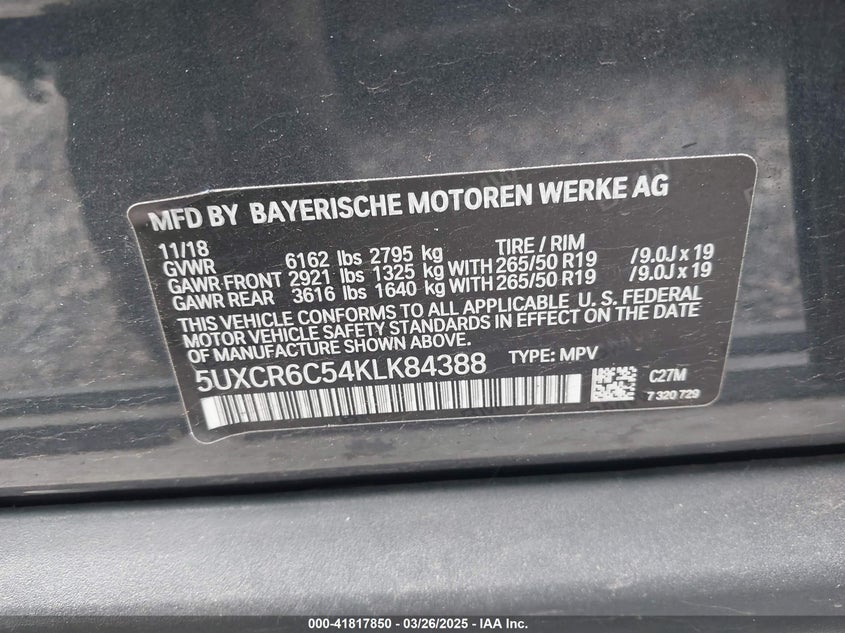 MFD BY BAYERISCHE MOTOREN WERKE AG
11/18 TIRE / RIM
GVWR 6162 lbs 2795 kg
GAWR FRONT 2921 lbs 1325 kg WITH 265/50 R19 /9.0J x 19
GAWR REAR 3616 lbs 1640 kg WITH 265/50 R19 /9.0J x 19
THIS VEHICLE CONFORMS TO ALL APPLICABLE U. S. FEDERAL
MOTOR VEHICLE SAFETY STANDARDS IN EFFECT ON THE DATE
OF MANUFACTURE SHOWN ABOVE.
5UXCR6C54KLK84388 TYPE: MPV
C27M
7 320 729
000-41817850 / 03/26/2025 - IAA Inc.